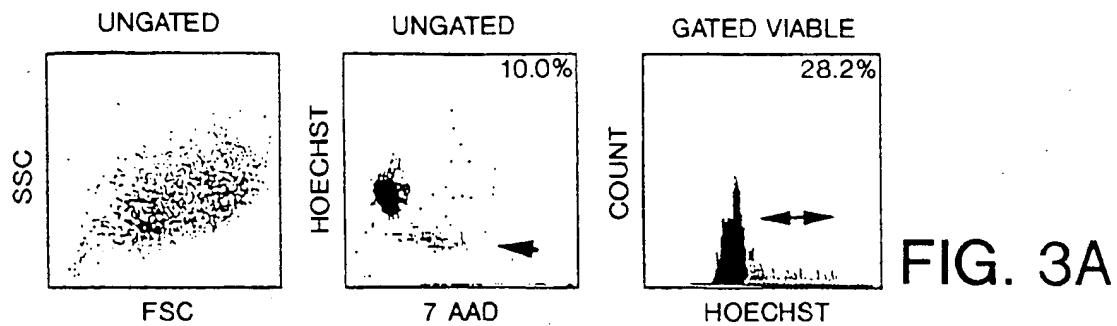 UNGATED
SSC
FSC
UNGATED
10.0%
HOECHST
7 AAD
GATED VIABLE
28.2%
COUNT
HOECHST
FIG. 3A